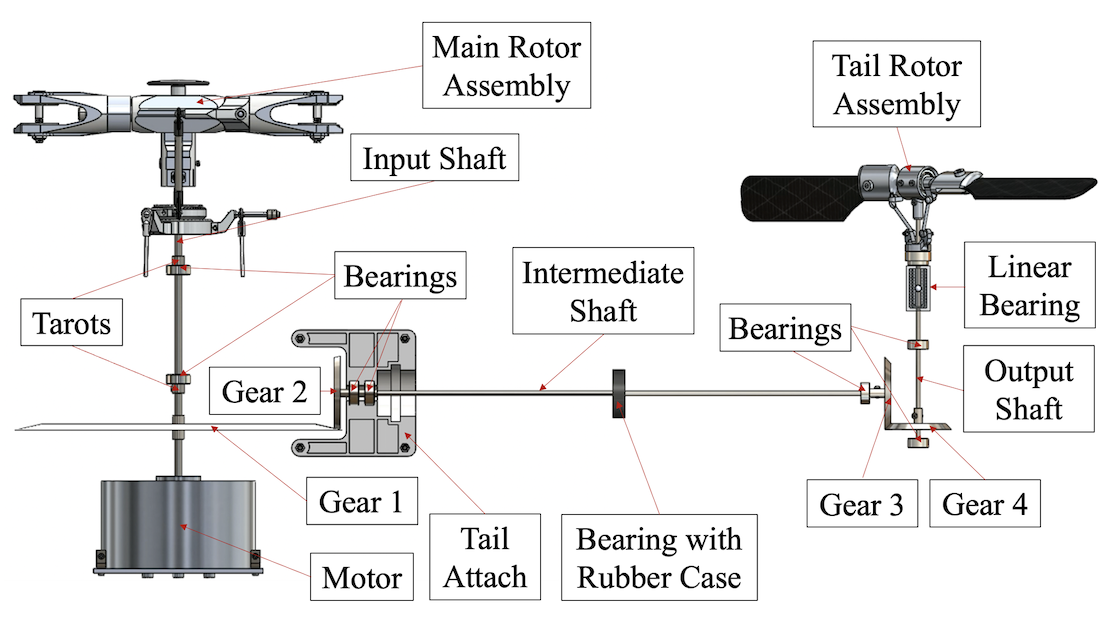 Main Rotor
Assembly
Tail Rotor
Assembly
Input Shaft
Bearings
Intermediate
Shaft
Linear
Bearing
Tarots
Bearings
Gear 2
Output
Shaft
Gear 1
Gear 3
Gear 4
Tail
Attach
Bearing with
Rubber Case
Motor